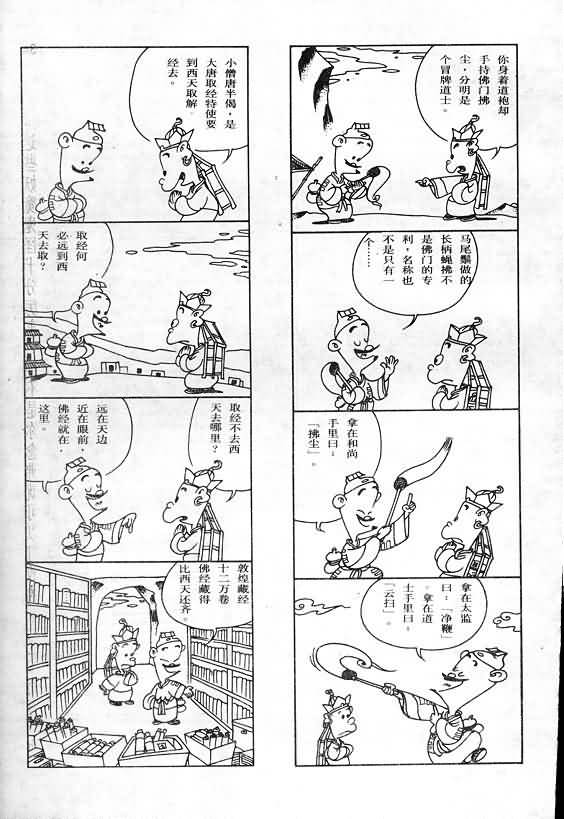 你身着道袍却
手持佛门拂
尘，分明是
个冒牌道士。
马尾鬃做的
长柄蝇拂不
是佛门的专
利，名称也
不是只有一
个……
拿在和尚
手里曰：
「拂尘」。
拿在太监
曰：「净鞭」
。拿在道
士手里曰：
「云扫」。
小僧唐半偈，是
大唐取经特使要
到西天取解
经去。
取经何
必远到西
天去取？
取经不去西
天去哪里？
远在天边
近在眼前，
佛经就在
这里。
敦煌藏经
十二万卷
佛经藏得
比西天还齐。